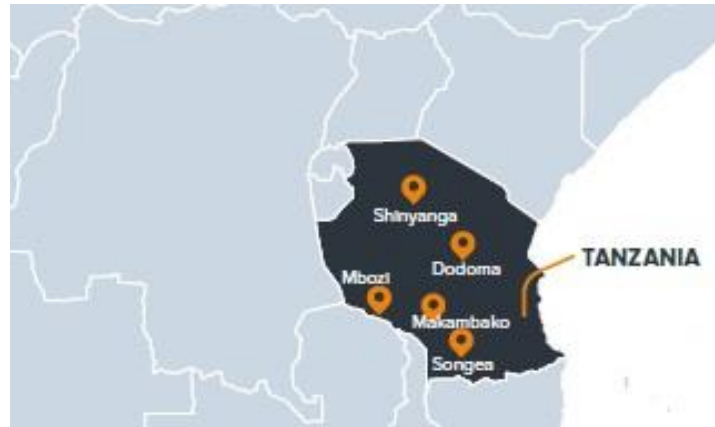 Shinyanga
Dodoma
TANZANIA
Mbozi
Makambako
Songea